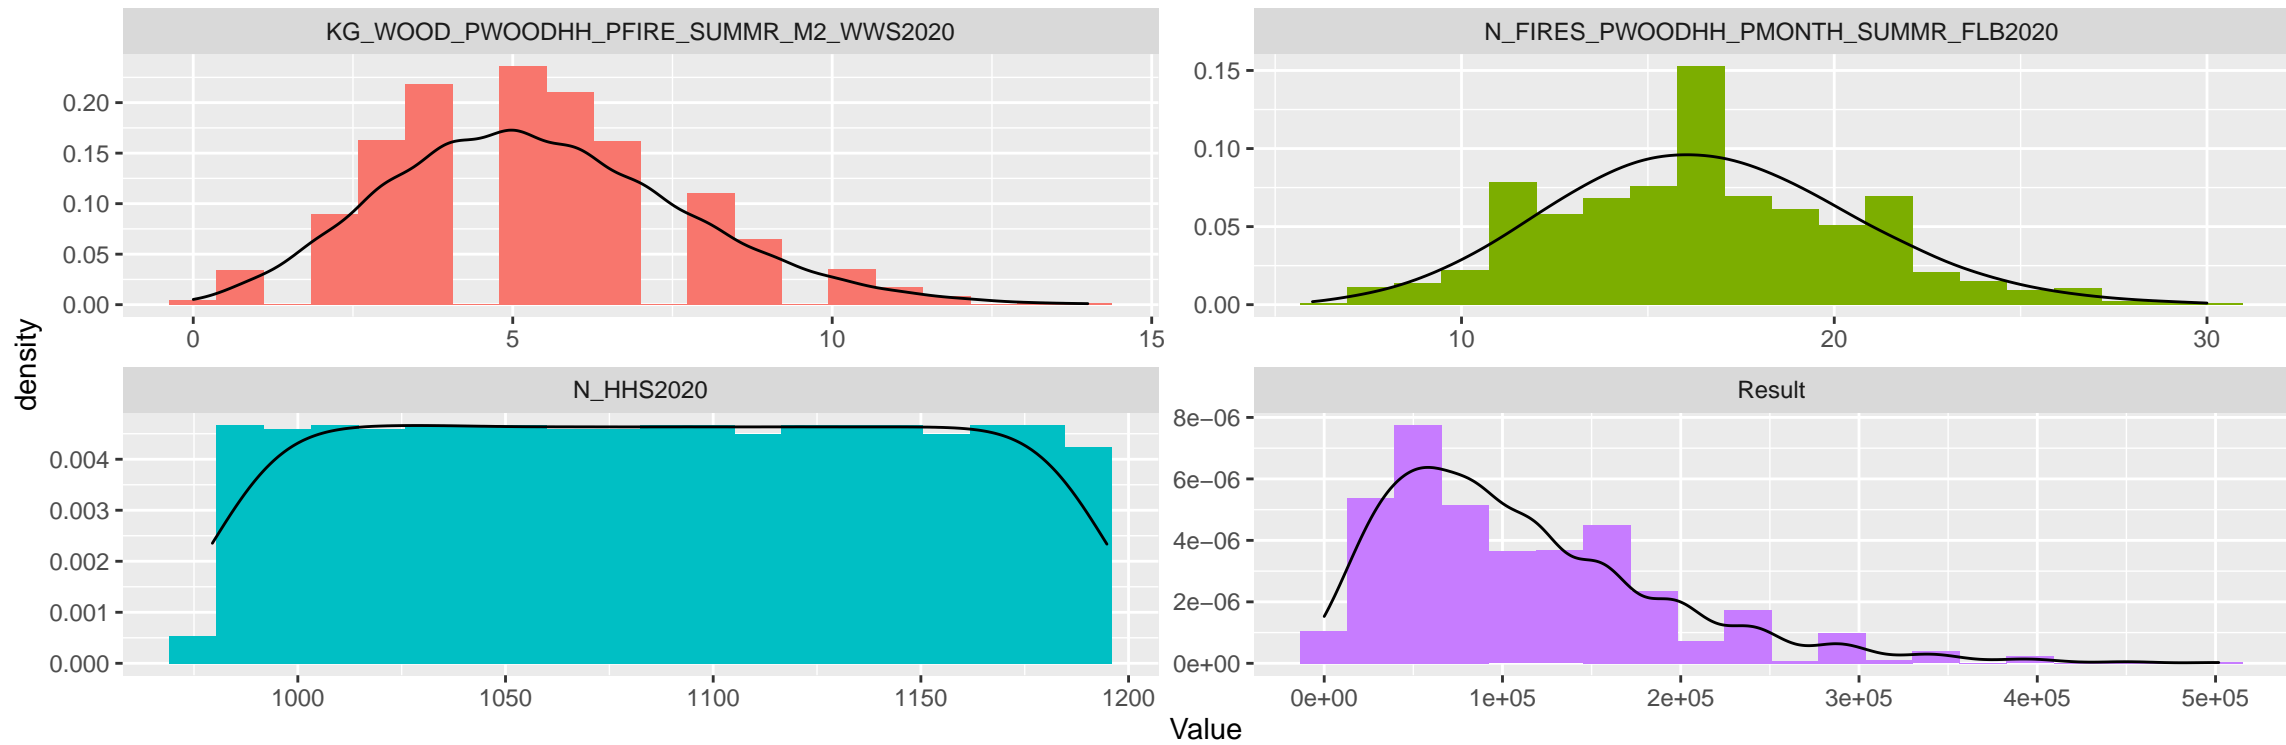 KG_WOOD_PWOODHH_PFIRE_SUMMR_M2_WWS2020
N_FIRES_PWOODHH_PMONTH_SUMMR_FLB2020
0.20
0.15
0.10
0.05
0.00
0
5
10
15
0.15
0.10
0.05
0.00
10
20
30
density
N_HHS2020
Result
0.004
0.003
0.002
0.001
0.000
1000
1050
1100
1150
1200
8e−06
6e−06
4e−06
2e−06
0e+00
0e+00
1e+05
2e+05
3e+05
4e+05
5e+05
Value